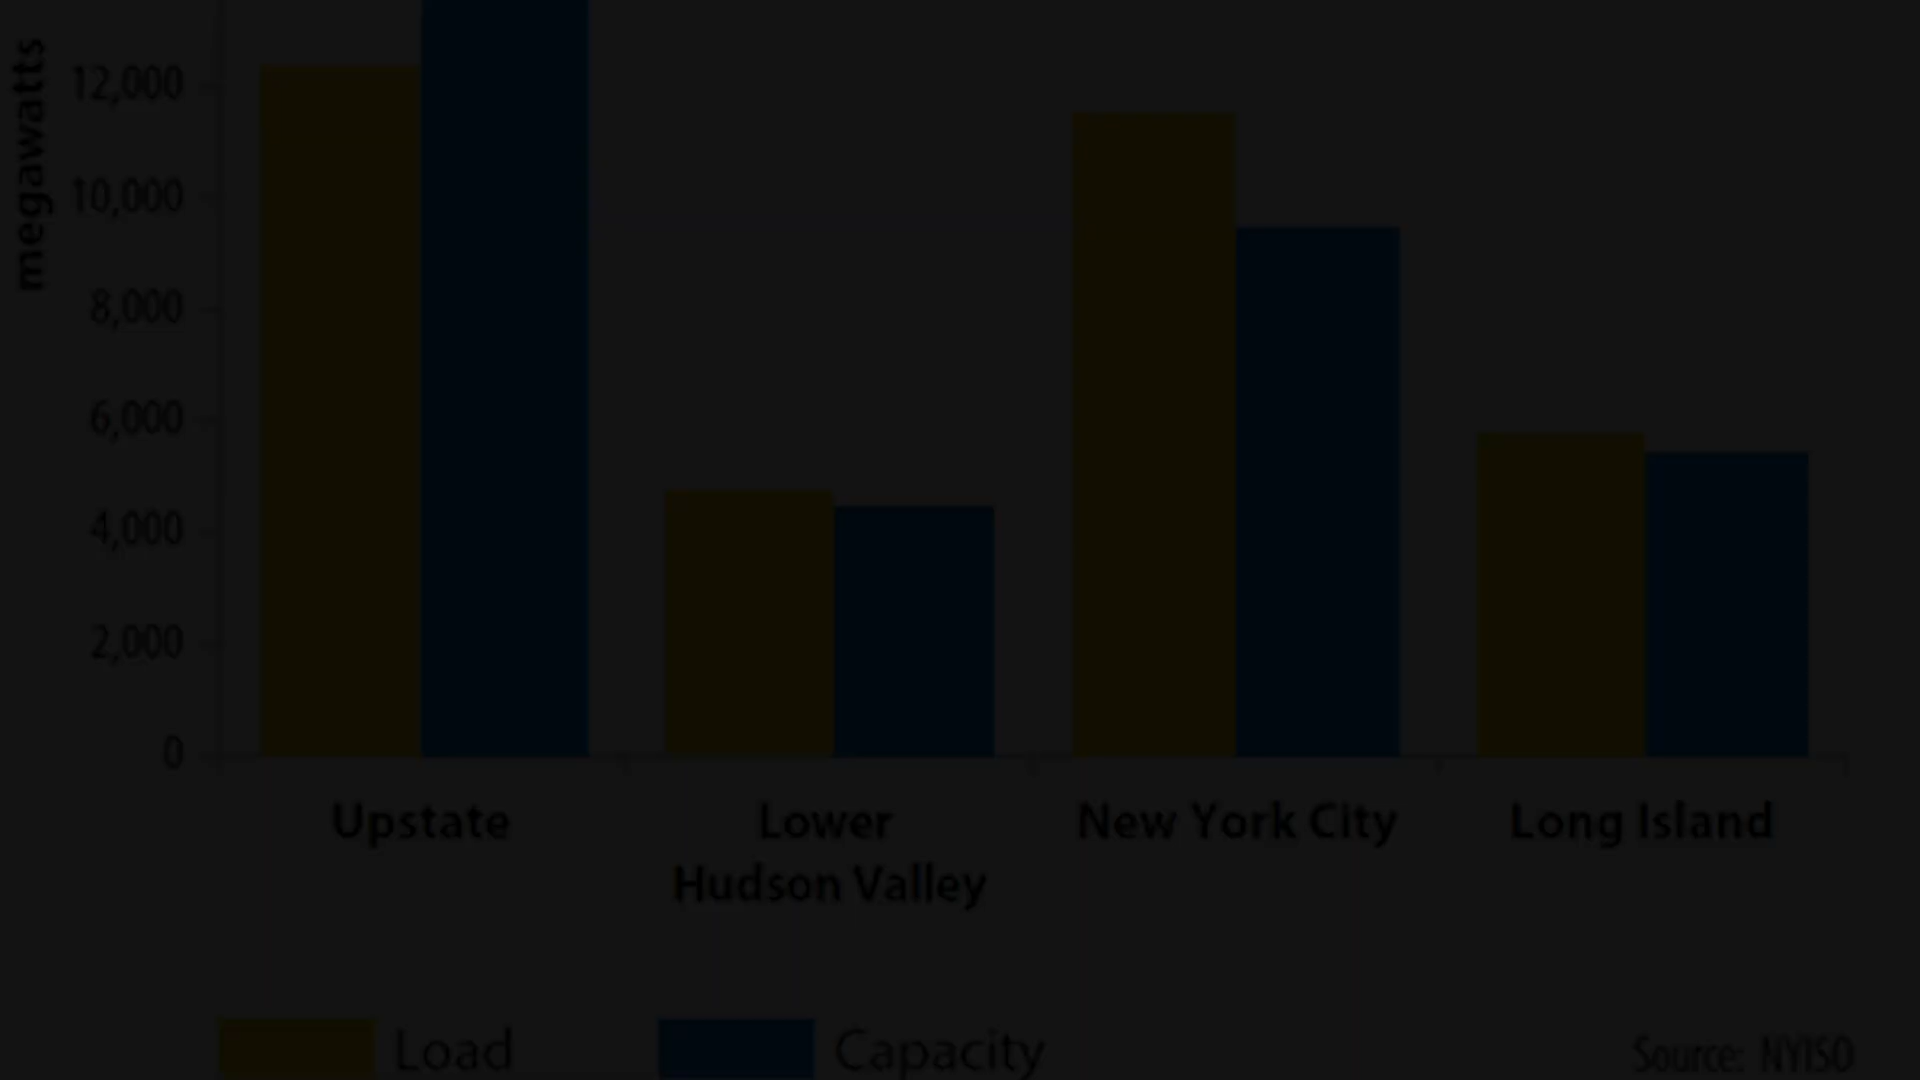 megawatts
12,000
10,000
8,000
6,000
4,000
2,000
0
Upstate
Lower
Hudson Valley
New York City
Long Island
Load
Capacity
Source: NYISO